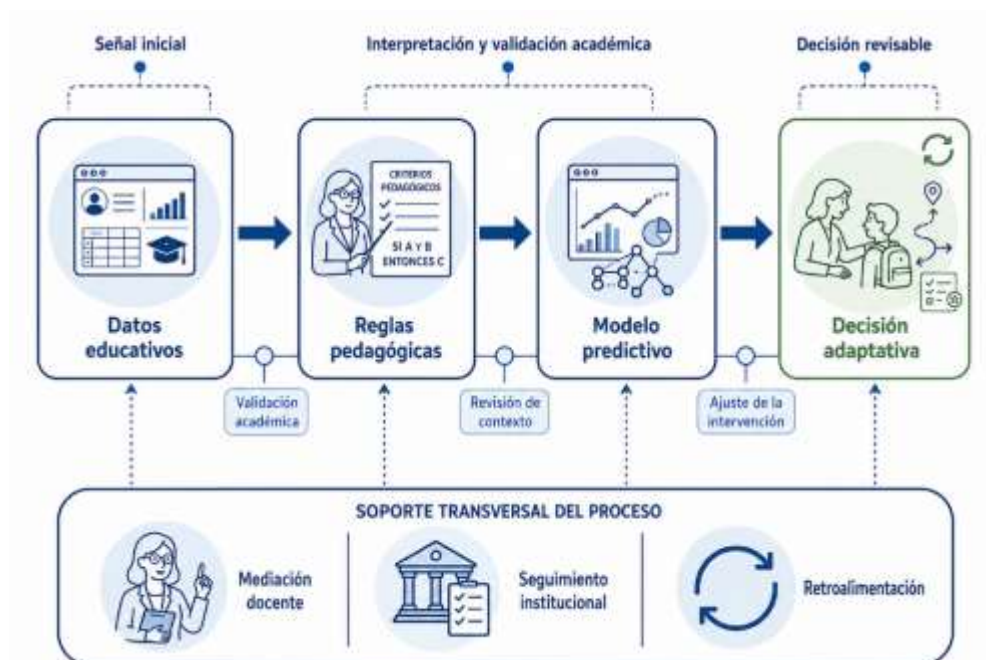 Señal inicial
Interpretación y validación académica
Decisión revisable
CRITERIOS
PEDAGÓGICOS
SI A Y B
ENTONCES C
Datos
educativos
Reglas
pedagógicas
Modelo
predictivo
Decisión
adaptativa
Validación
académica
Revisión de
contexto
Ajuste de la
intervención
SOPORTE TRANSVERSAL DEL PROCESO
Mediación
docente
Seguimiento
institucional
Retroalimentación